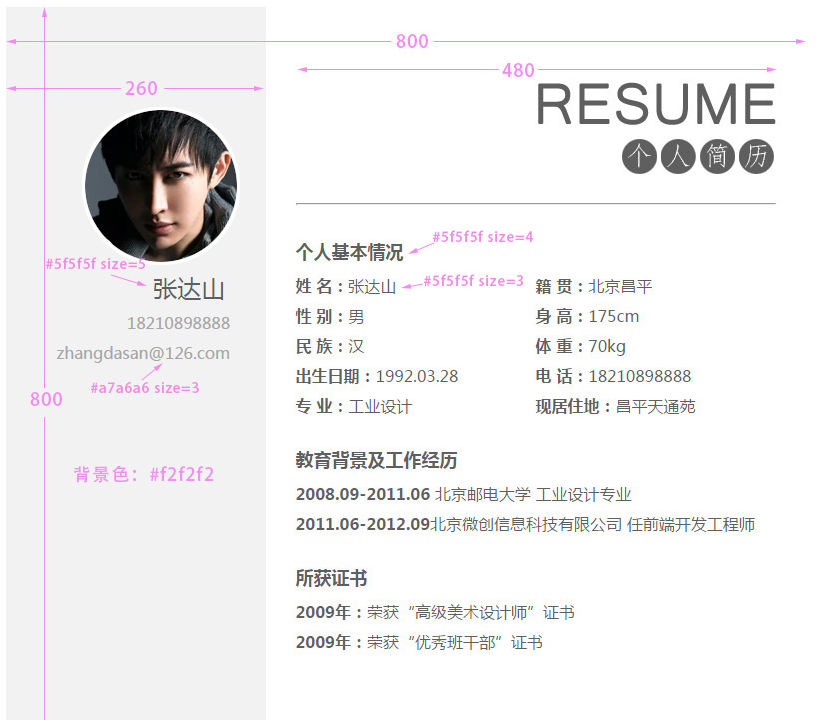 800
480
260
RESUME
个人简历
#5f5f5f size=4
个人基本情况
#5f5f5f size=5
张达山
#5f5f5f size=3
姓 名：张达山 籍 贯：北京昌平
18210898888
性 别：男 身 高：175cm
zhangdasan@126.com
民 族：汉 体 重：70kg
#a7a6a6 size=3
出生日期：1992.03.28 电 话：18210898888
800
专 业：工业设计 现居住地：昌平天通苑
背景色：#f2f2f2
教育背景及工作经历
2008.09-2011.06 北京邮电大学 工业设计专业
2011.06-2012.09北京微创信息科技有限公司 任前端开发工程师
所获证书
2009年：荣获“高级美术设计师”证书
2009年：荣获“优秀班干部”证书